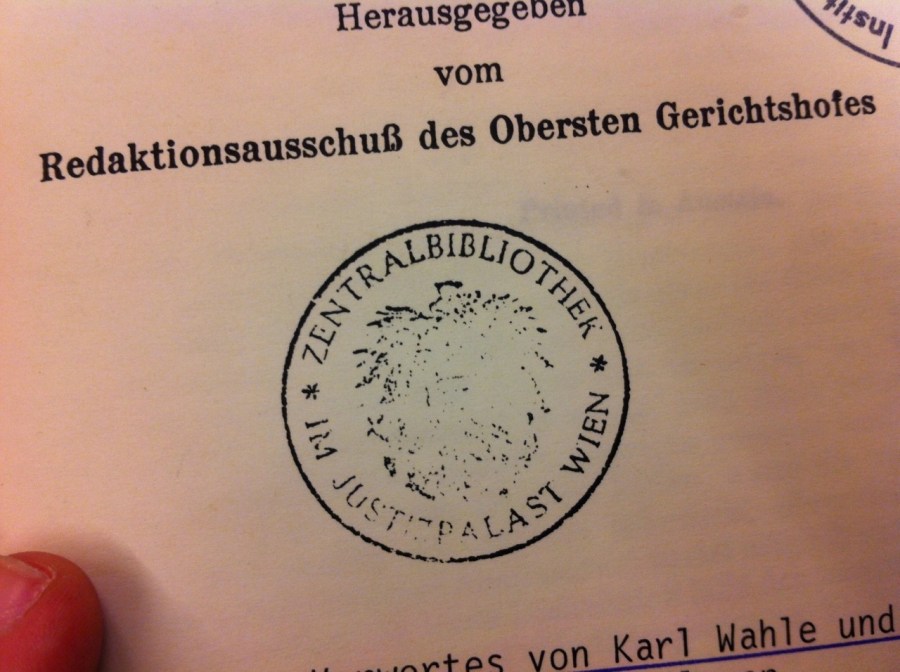 Herausgegeben
vom
Redaktionsausschuß des Obersten Gerichtshofes
* ZENTRALBIBLIOTHEK *
IM JUSTIZPALAST WIEN
von Karl Wahle und